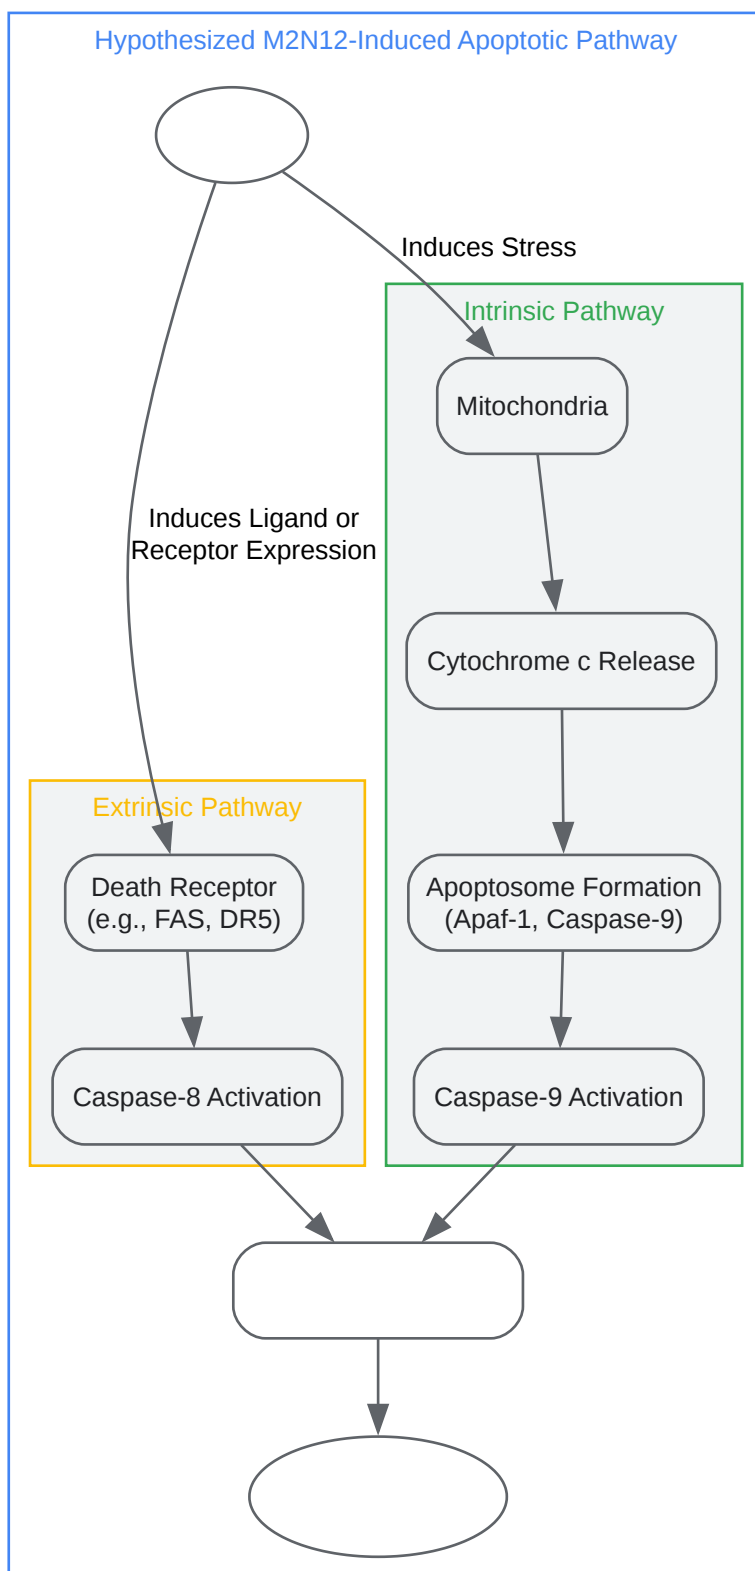 Hypothesized M2N12-Induced Apoptotic Pathway
Induces Stress
Intrinsic Pathway
Mitochondria
Induces Ligand or
Receptor Expression
Cytochrome c Release
Extrinsic Pathway
Death Receptor
(e.g., FAS, DR5)
Apoptosome Formation
(Apaf-1, Caspase-9)
Caspase-8 Activation
Caspase-9 Activation